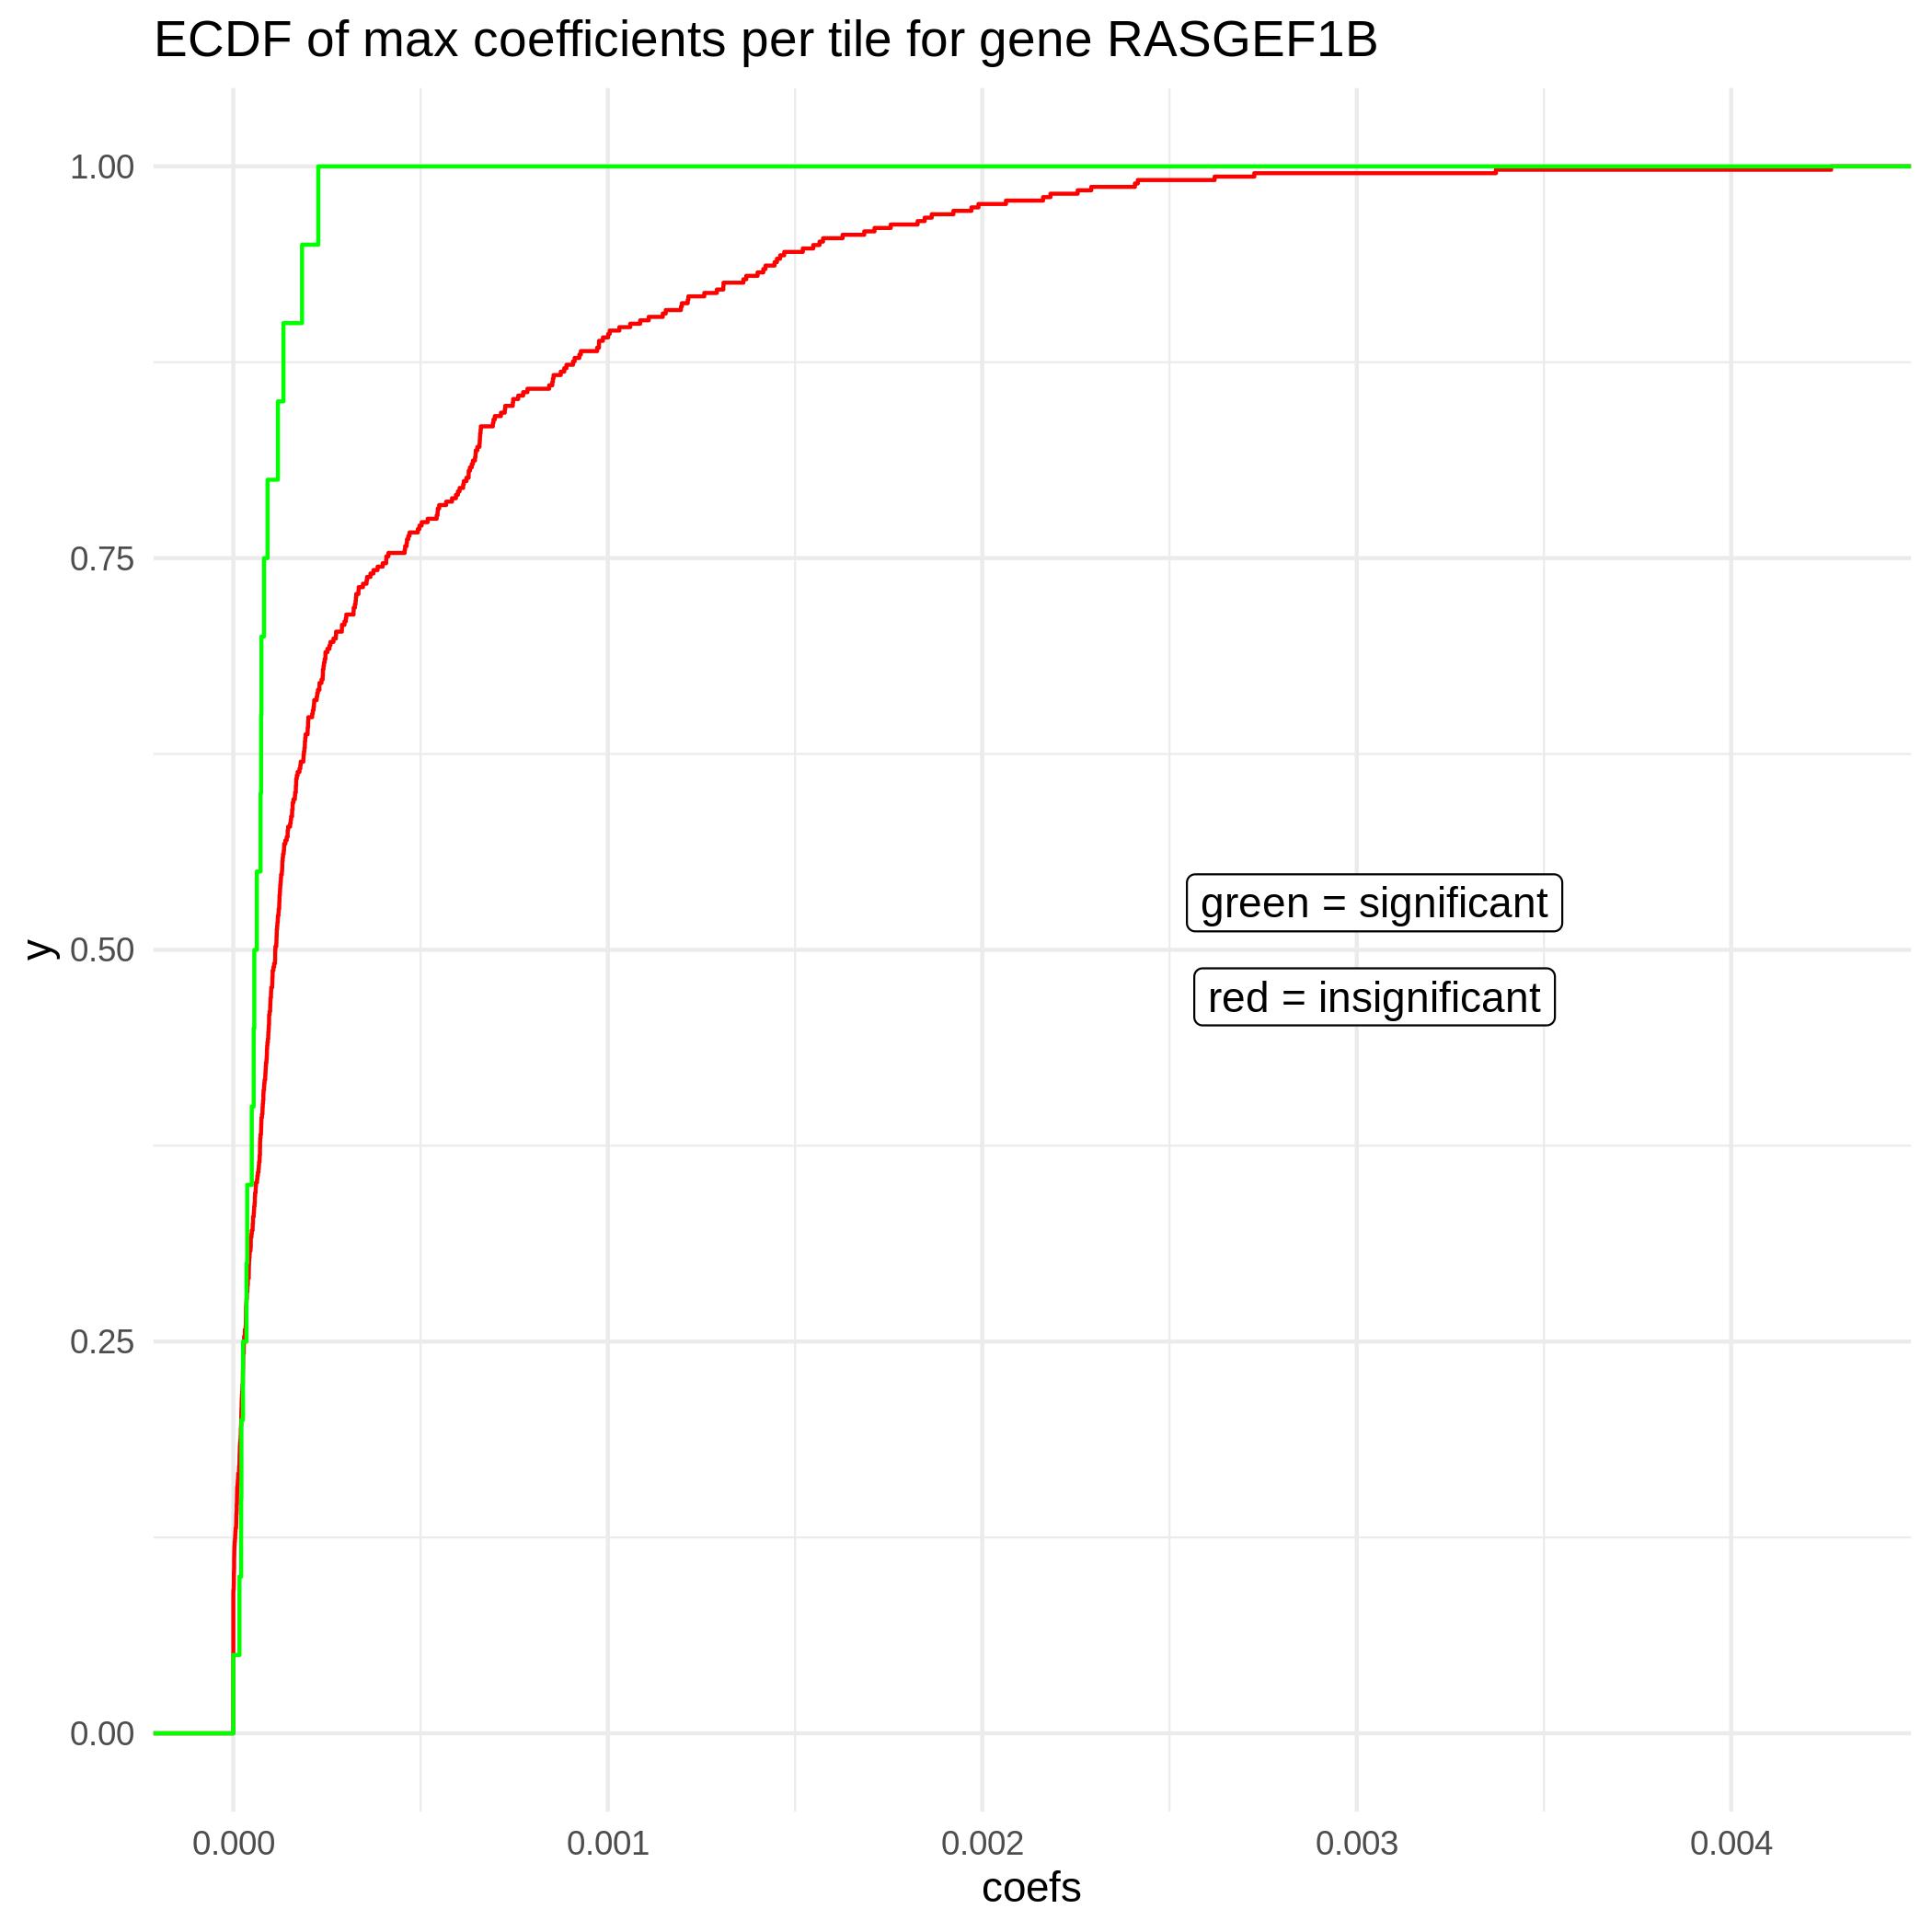 ECDF of max coefficients per tile for gene RASGEF1B
1.00
0.75
0.50
0.25
0.00
y
green = significant
red = insignificant
0.000 0.001 0.002 0.003 0.004
coefs